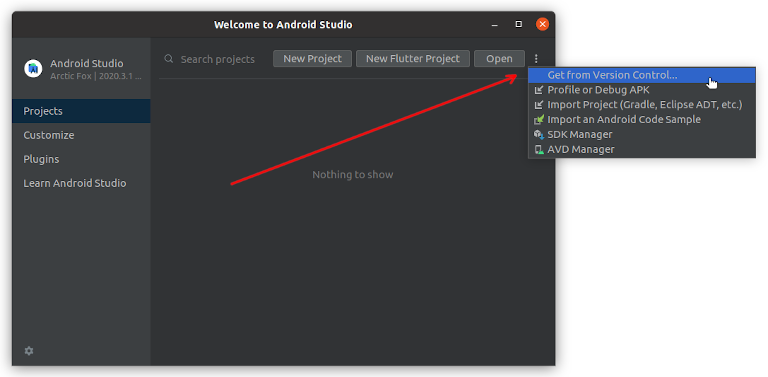 Welcome to Android Studio
Android Studio
Arctic Fox | 2020.3.1 ...
Search projects
New Project
New Flutter Project
Open
Get from Version Control...
Profile or Debug APK
Import Project (Gradle, Eclipse ADT, etc.)
Import an Android Code Sample
SDK Manager
AVD Manager
Projects
Customize
Plugins
Learn Android Studio
Nothing to show